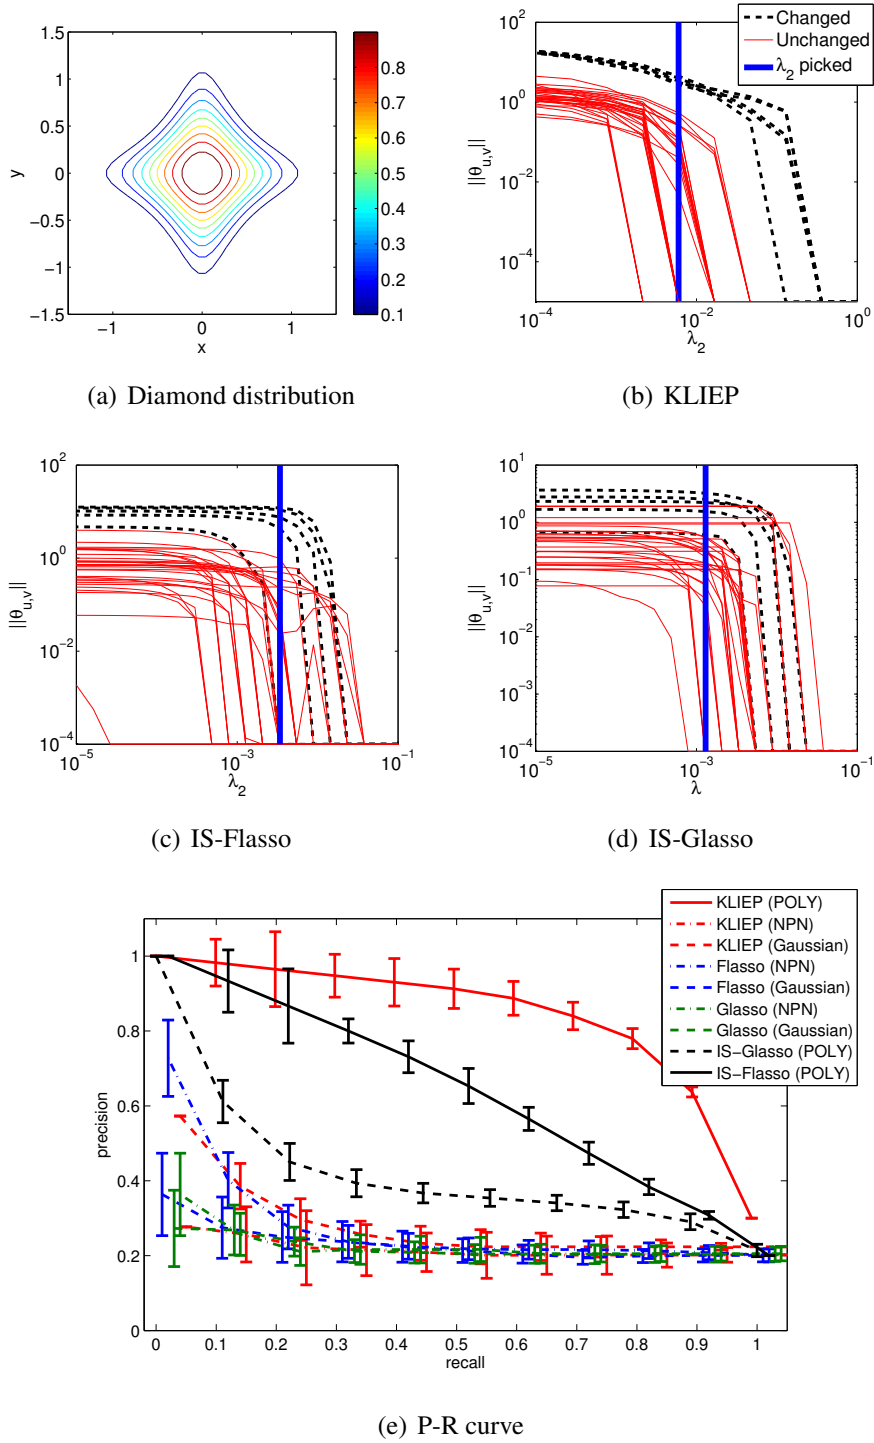 1.5
1
0.5
0
−0.5
−1
−1.5
y
−1 0 1
x
0.8
0.7
0.6
0.5
0.4
0.3
0.2
0.1
(a) Diamond distribution
10^2
10^0
10^−2
10^−4
||θ_{u,v}||
10^−4 10^−2 10^0
λ_2
Changed
Unchanged
λ_2 picked
(b) KLIEP
10^2
10^0
10^−2
10^−4
||θ_{u,v}||
10^−5 10^−3 10^−1
λ_2
(c) IS-Flasso
10^1
10^0
10^−1
10^−2
10^−3
10^−4
||θ_{u,v}||
10^−5 10^−3 10^−1
λ
(d) IS-Glasso
1
0.8
0.6
0.4
0.2
0
precision
0 0.1 0.2 0.3 0.4 0.5 0.6 0.7 0.8 0.9 1
recall
KLIEP (POLY)
KLIEP (NPN)
KLIEP (Gaussian)
Flasso (NPN)
Flasso (Gaussian)
Glasso (NPN)
Glasso (Gaussian)
IS−Glasso (POLY)
IS−Flasso (POLY)
(e) P-R curve